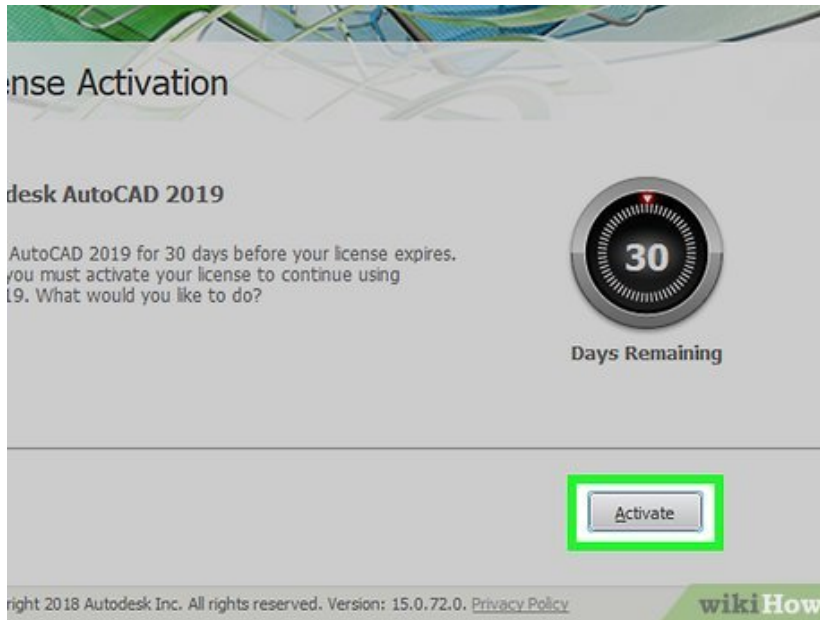 nse Activation
desk AutoCAD 2019
AutoCAD 2019 for 30 days before your license expires.
you must activate your license to continue using
19. What would you like to do?
30
Days Remaining
Activate
right 2018 Autodesk Inc. All rights reserved. Version: 15.0.72.0. Privacy Policy
wikiHow